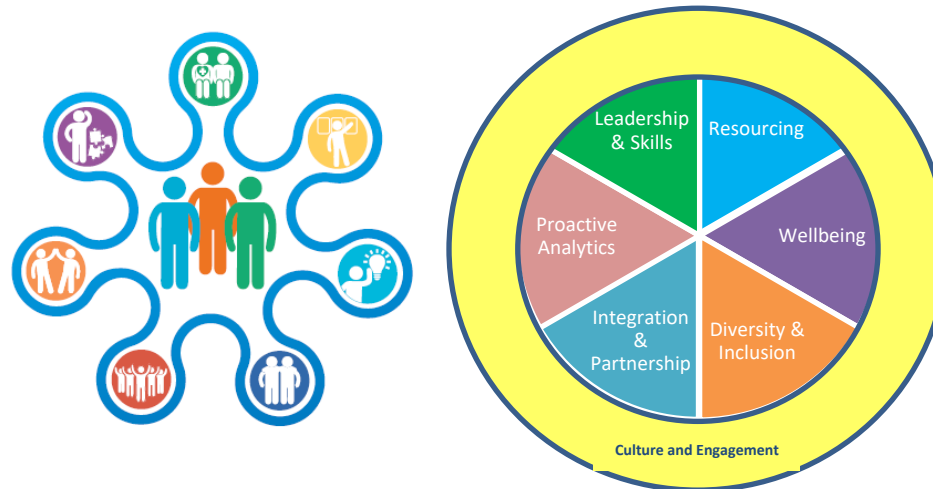 Leadership
& Skills
Resourcing
Proactive
Analytics
Wellbeing
Integration
&
Partnership
Diversity &
Inclusion
Culture and Engagement